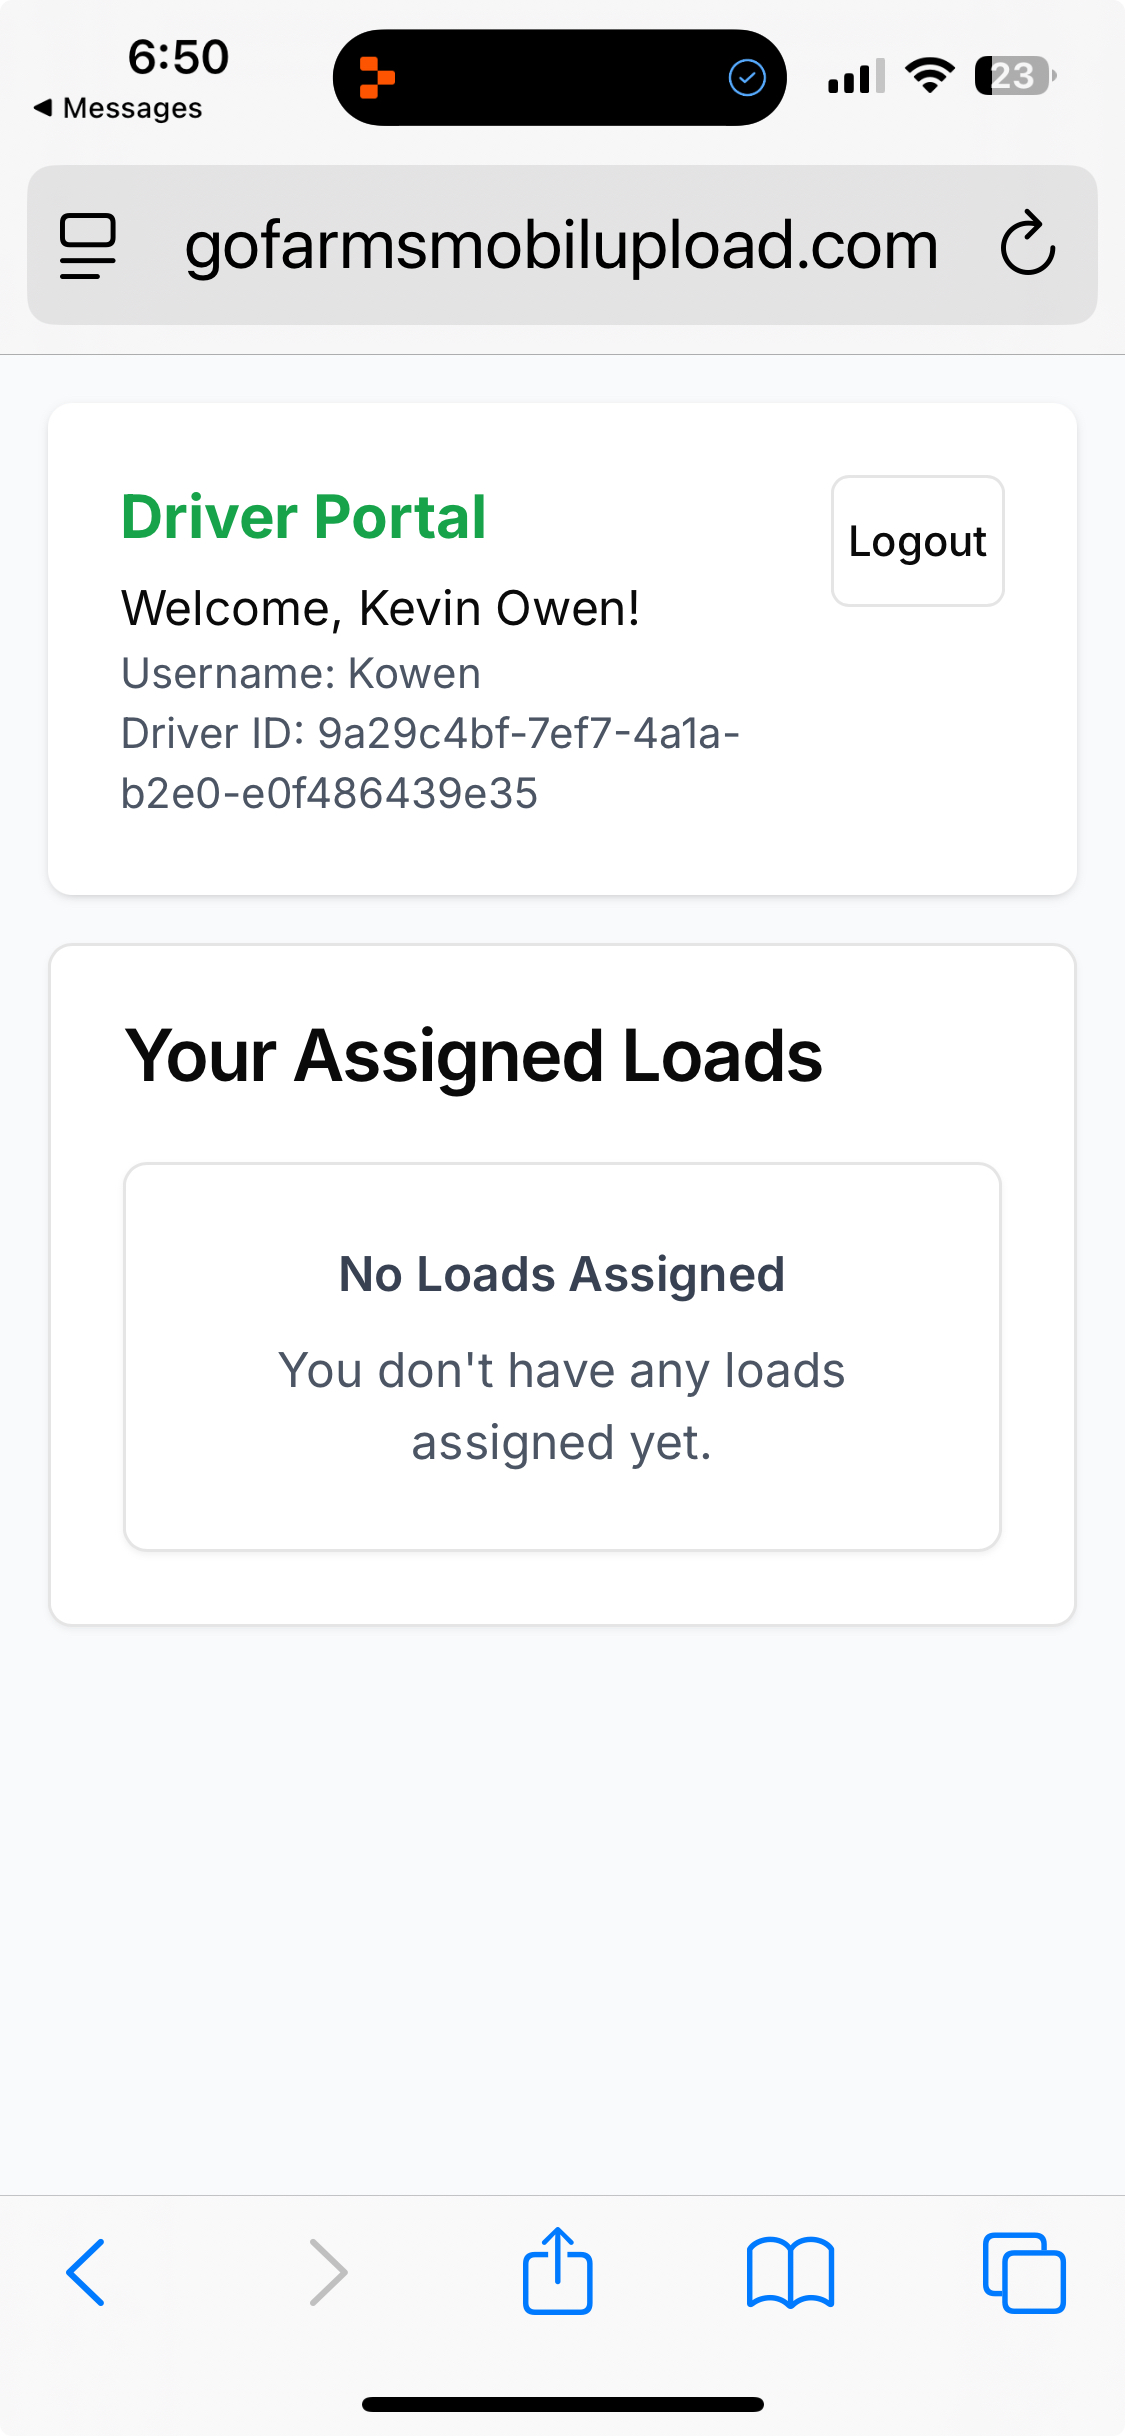 6:50
◀ Messages
23
gofarmsmobilupload.com
Driver Portal
Logout
Welcome, Kevin Owen!
Username: Kowen
Driver ID: 9a29c4bf-7ef7-4a1a-
b2e0-e0f486439e35
Your Assigned Loads
No Loads Assigned
You don't have any loads
assigned yet.